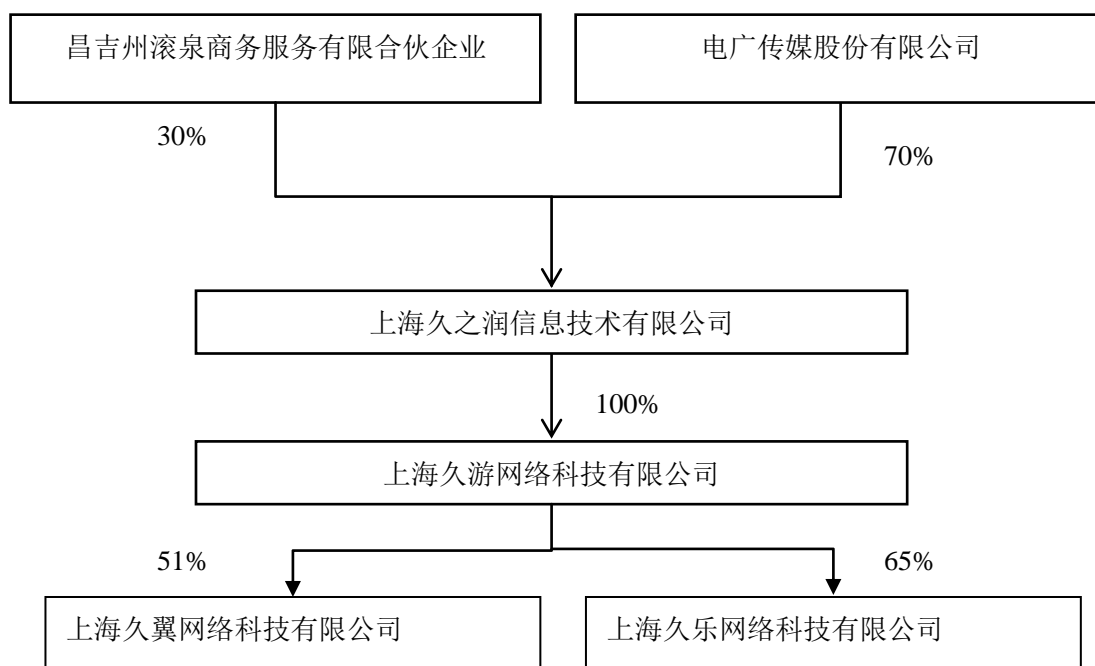 昌吉州滚泉商务服务有限合伙企业
电广传媒股份有限公司
30%
70%
上海久之润信息技术有限公司
100%
上海久游网络科技有限公司
51%
65%
上海久翼网络科技有限公司
上海久乐网络科技有限公司